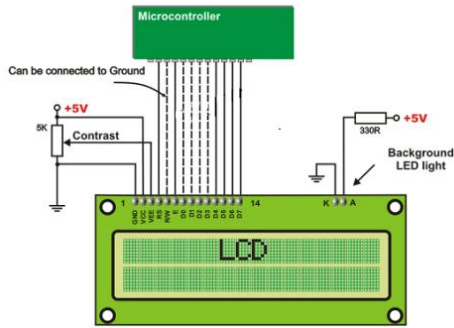 Microcontroller
Can be connected to Ground
+5V
5K
Contrast
+5V
330R
Background
LED light
1
14
K
A
GND
VCC
VEE
RS
R/W
E
D0
D1
D2
D3
D4
D5
D6
D7
LCD